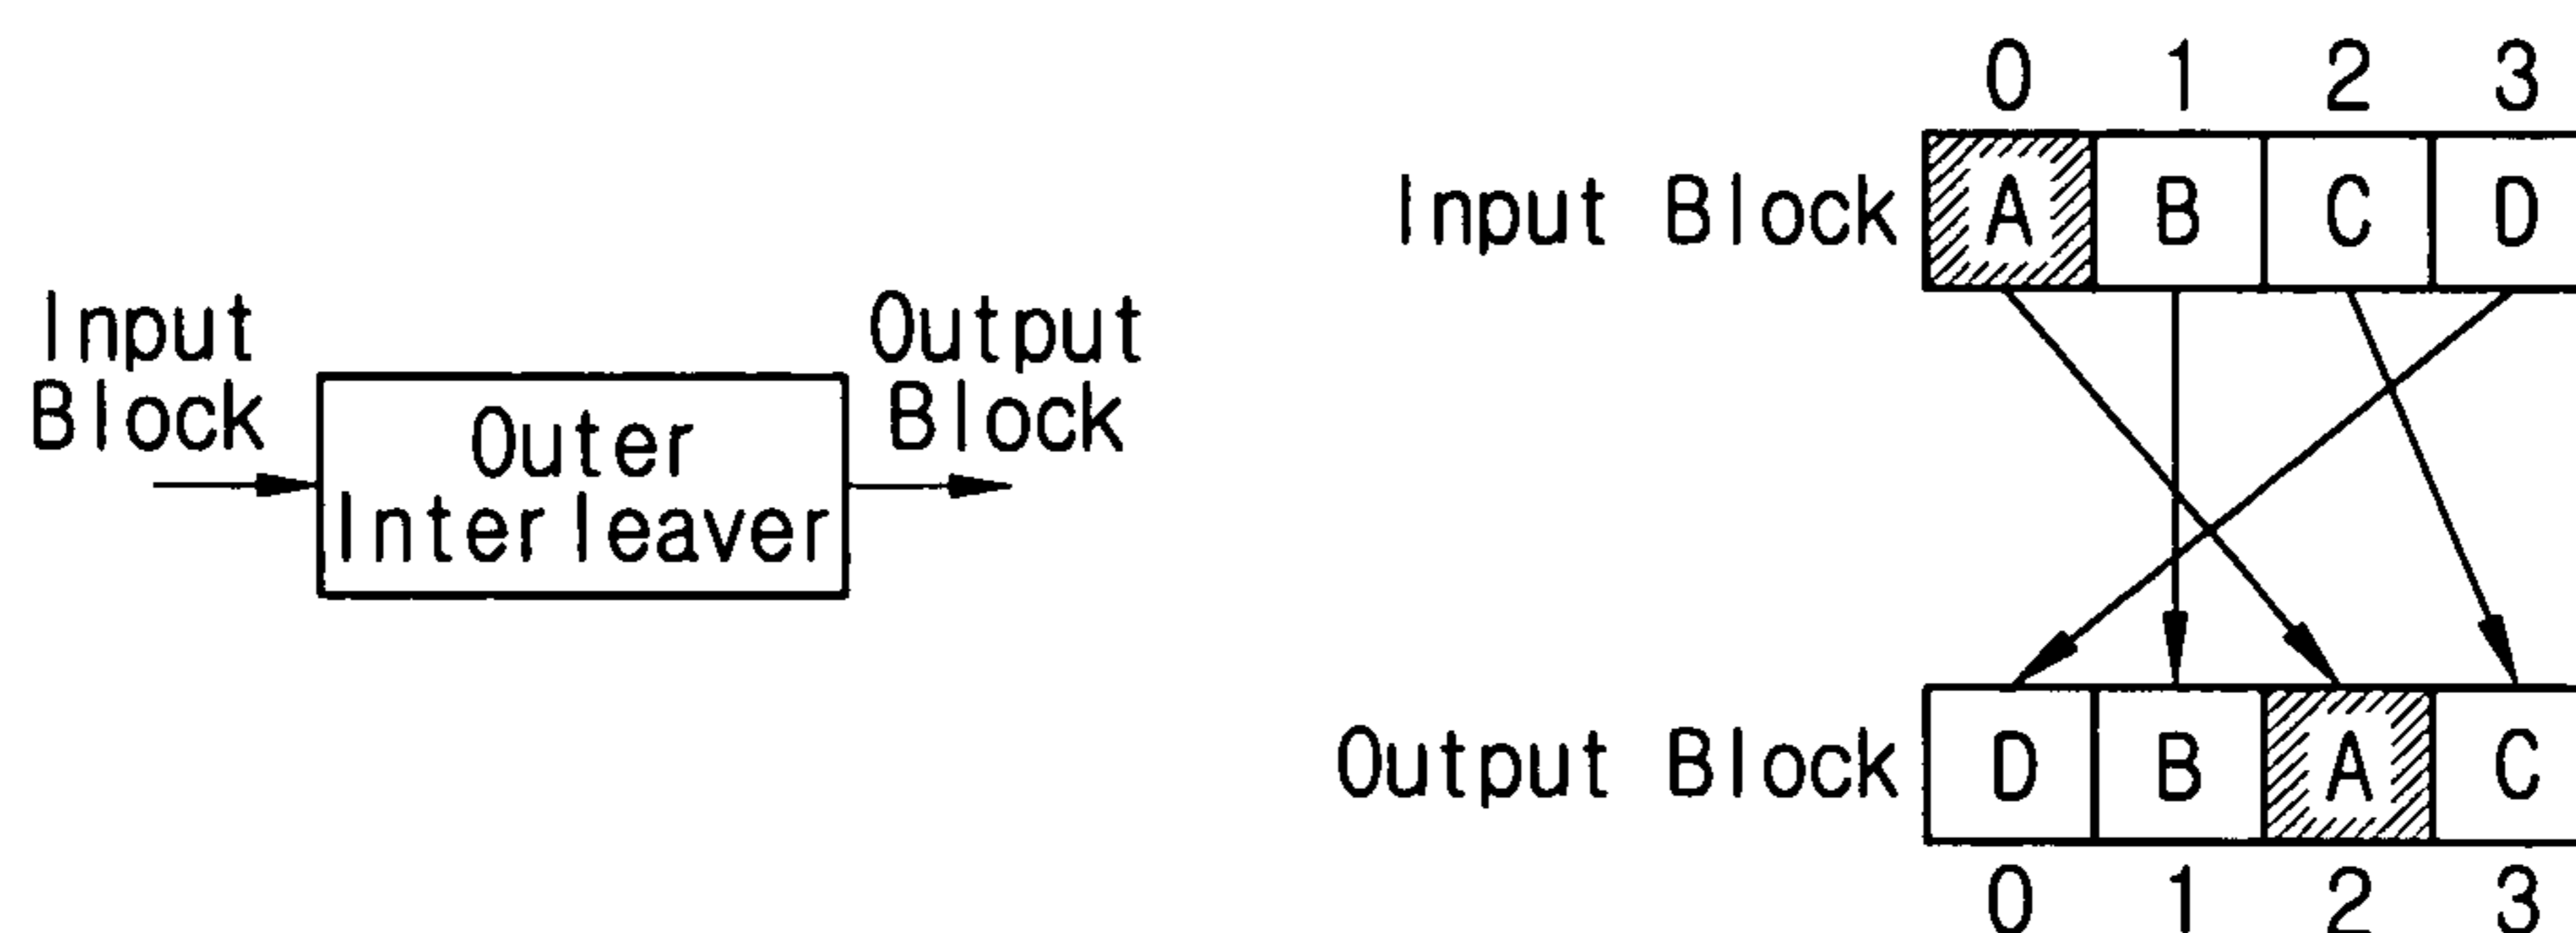 Input
Block
Outer
Interleaver
Output
Block
0 1 2 3
Input Block A B C D
Output Block D B A C
0 1 2 3